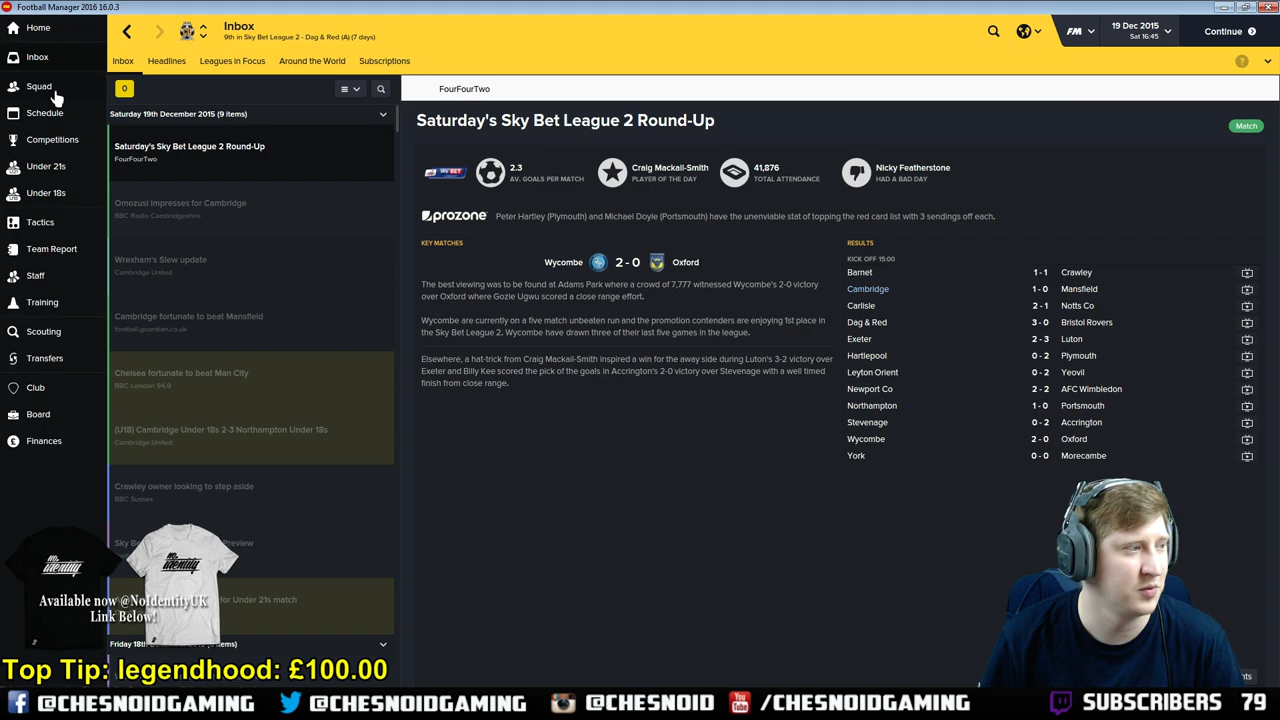 Football Manager 2016 16.0.3
Home
Inbox
Squad
Schedule
Competitions
Under 21s
Under 18s
Tactics
Team Report
Staff
Training
Scouting
Transfers
Club
Board
Finances
Inbox
9th in Sky Bet League 2 - Dag & Red (A) (7 days)
FM
19 Dec 2015
Sat 16:45
Continue
Inbox Headlines Leagues in Focus Around the World Subscriptions
?
0
Saturday 19th December 2015 (9 items)
Saturday's Sky Bet League 2 Round-Up
FourFourTwo
Omozusi impresses for Cambridge
BBC Radio Cambridgeshire
Wrexham's Slew update
Cambridge United
Cambridge fortunate to beat Mansfield
football.guardian.co.uk
Chelsea fortunate to beat Man City
BBC London 94.9
(U18) Cambridge Under 18s 2-3 Northampton Under 18s
Cambridge United
Crawley owner looking to step aside
BBC Sussex
Preview
for Under 21s match
Friday 18th
FourFourTwo
Saturday's Sky Bet League 2 Round-Up
Match
2.3
AV. GOALS PER MATCH
Craig Mackail-Smith
PLAYER OF THE DAY
41,876
TOTAL ATTENDANCE
Nicky Featherstone
HAD A BAD DAY
prozone Peter Hartley (Plymouth) and Michael Doyle (Portsmouth) have the unenviable stat of topping the red card list with 3 sendings off each.
KEY MATCHES
Wycombe 2 - 0 Oxford
The best viewing was to be found at Adams Park where a crowd of 7,777 witnessed Wycombe's 2-0 victory
over Oxford where Gozie Ugwu scored a close range effort.
Wycombe are currently on a five match unbeaten run and the promotion contenders are enjoying 1st place in
the Sky Bet League 2. Wycombe have drawn three of their last five games in the league.
Elsewhere, a hat-trick from Craig Mackail-Smith inspired a win for the away side during Luton's 3-2 victory over
Exeter and Billy Kee scored the pick of the goals in Accrington's 2-0 victory over Stevenage with a well timed
finish from close range.
RESULTS
KICK OFF 15:00
Barnet 1 - 1 Crawley
Cambridge 1 - 0 Mansfield
Carlisle 2 - 1 Notts Co
Dag & Red 3 - 0 Bristol Rovers
Exeter 2 - 3 Luton
Hartlepool 0 - 2 Plymouth
Leyton Orient 0 - 2 Yeovil
Newport Co 2 - 2 AFC Wimbledon
Northampton 1 - 0 Portsmouth
Stevenage 0 - 2 Accrington
Wycombe 2 - 0 Oxford
York 0 - 0 Morecambe
No. Identity
No. Identity
Available now @NoIdentityUK
Link Below!
Top Tip: legendhood: £100.00
@CHESNOIDGAMING @CHESNOIDGAMING @CHESNOID You Tube /CHESNOIDGAMING SUBSCRIBERS 79